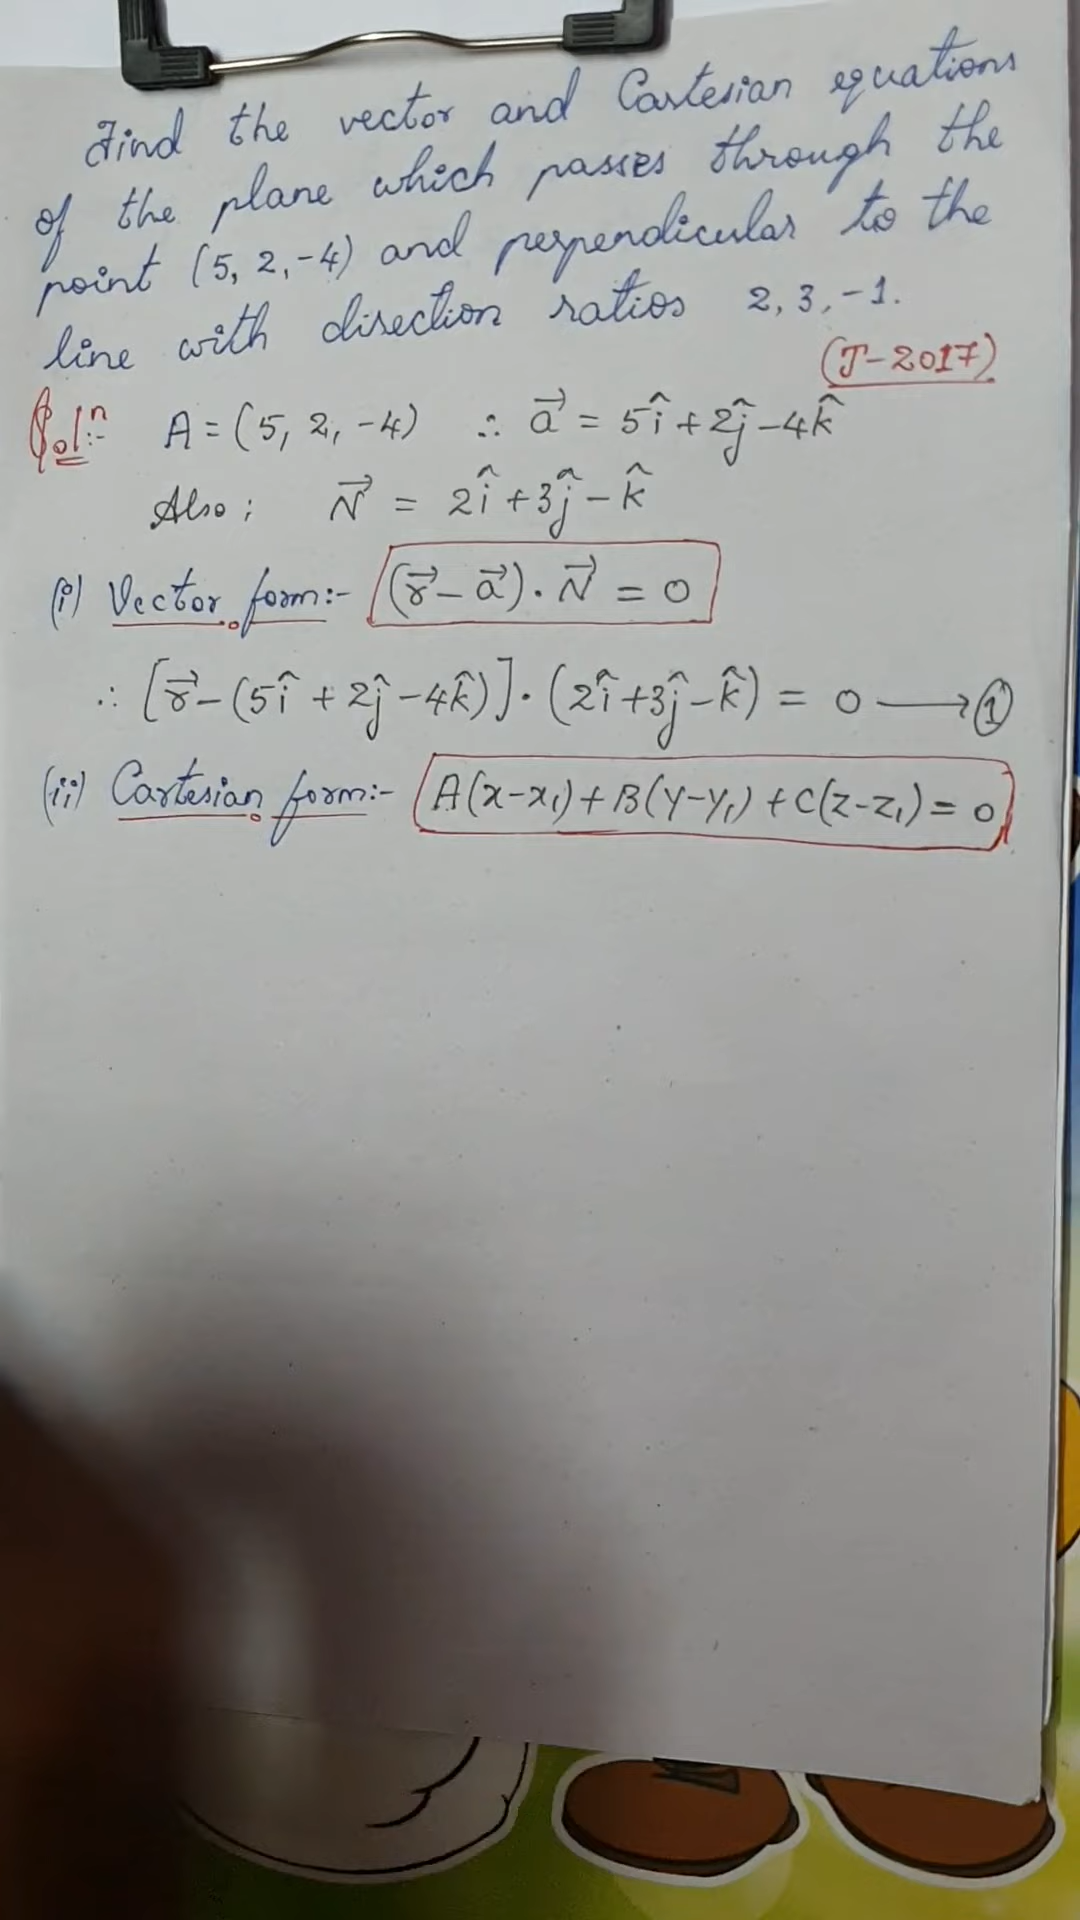 Find the vector and Cartesian equations
of the plane which passes through the
point (5, 2, -4) and perpendicular to the
line with direction ratios 2, 3, -1.
(J-2017)
Solⁿ:- A = (5, 2, -4) ∴ a⃗ = 5î + 2ĵ - 4k̂
Also; N⃗ = 2î + 3ĵ - k̂
(i) Vector form:- (r⃗ - a⃗) · N⃗ = 0
∴ [r⃗ - (5î + 2ĵ - 4k̂)] · (2î + 3ĵ - k̂) = 0 ⟶ ①
(ii) Cartesian form:- A(x-x₁) + B(y-y₁) + C(z-z₁) = 0